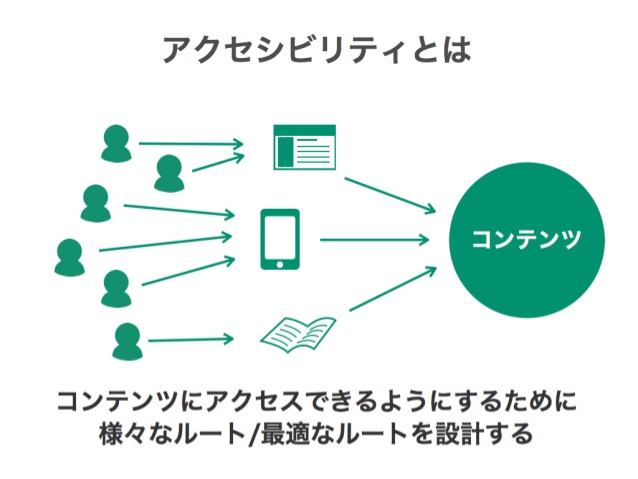 アクセシビリティとは
コンテンツ
コンテンツにアクセスできるようにするために
様々なルート/最適なルートを設計する